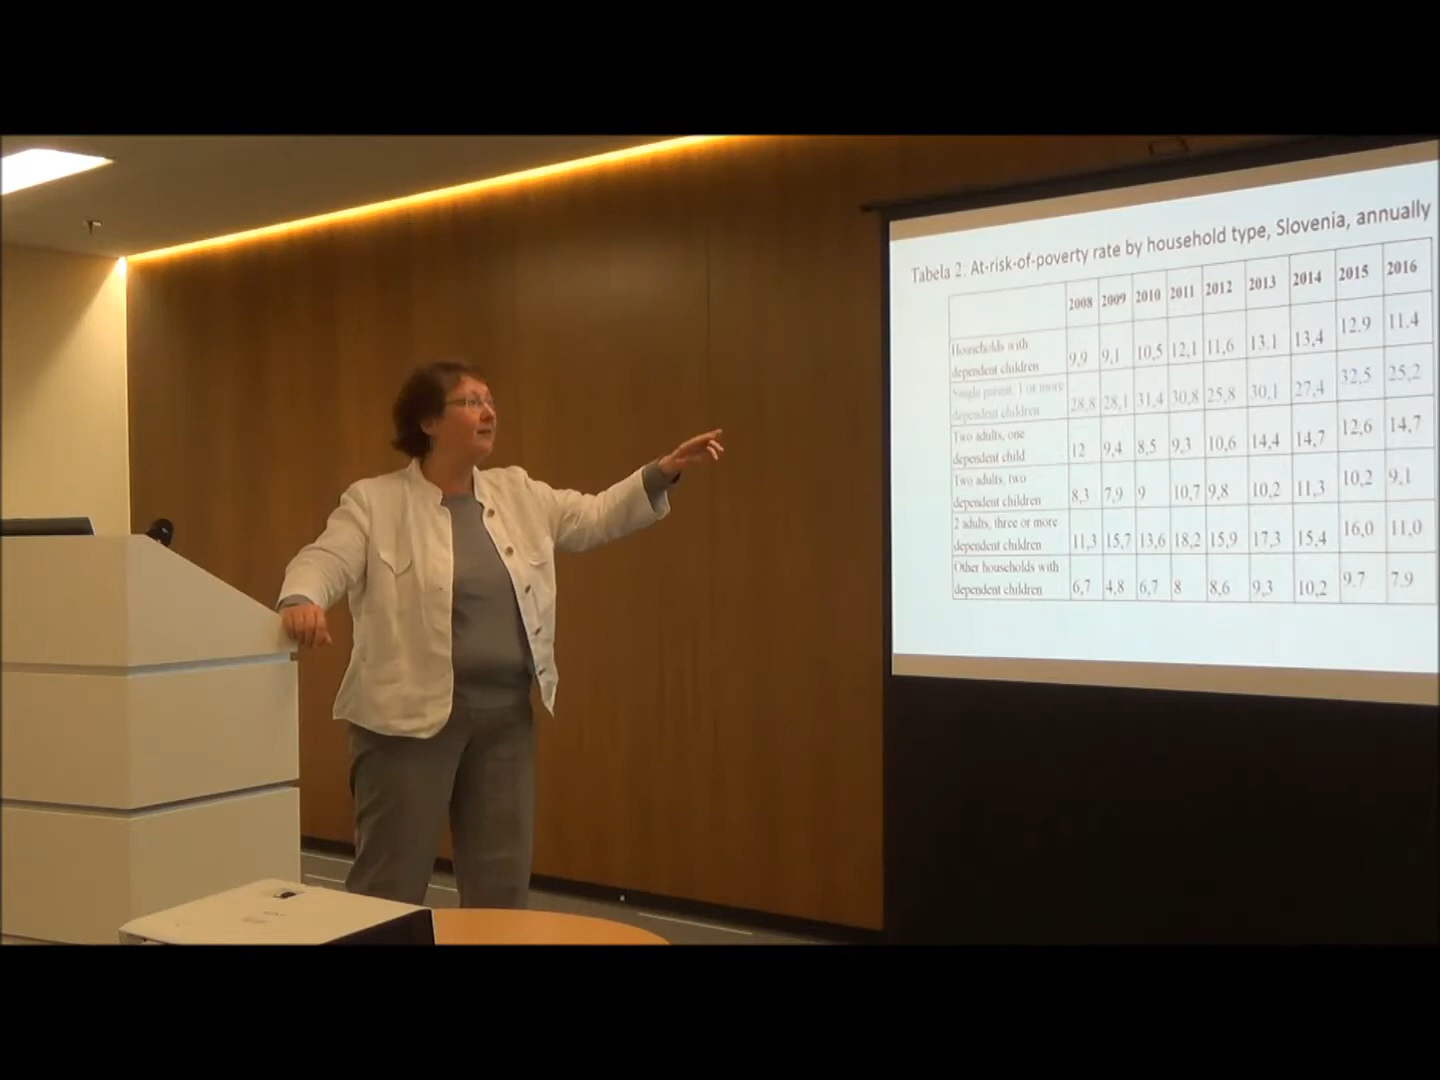 Tabela 2: At-risk-of-poverty rate by household type, Slovenia, annually
2008 2009 2010 2011 2012 2013 2014 2015 2016
Households with
dependent children 9,9 9,1 10,5 12,1 11,6 13.1 13,4 12.9 11.4
Single parent, 1 or more
dependent children 28,8 28,1 31,4 30,8 25,8 30,1 27,4 32,5 25,2
Two adults, one
dependent child 12 9,4 8,5 9,3 10,6 14,4 14,7 12,6 14,7
Two adults, two
dependent children 8,3 7,9 9 10,7 9,8 10,2 11,3 10,2 9,1
2 adults, three or more
dependent children 11,3 15,7 13,6 18,2 15,9 17,3 15,4 16,0 11,0
Other households with
dependent children 6,7 4,8 6,7 8 8,6 9,3 10,2 9.7 7.9